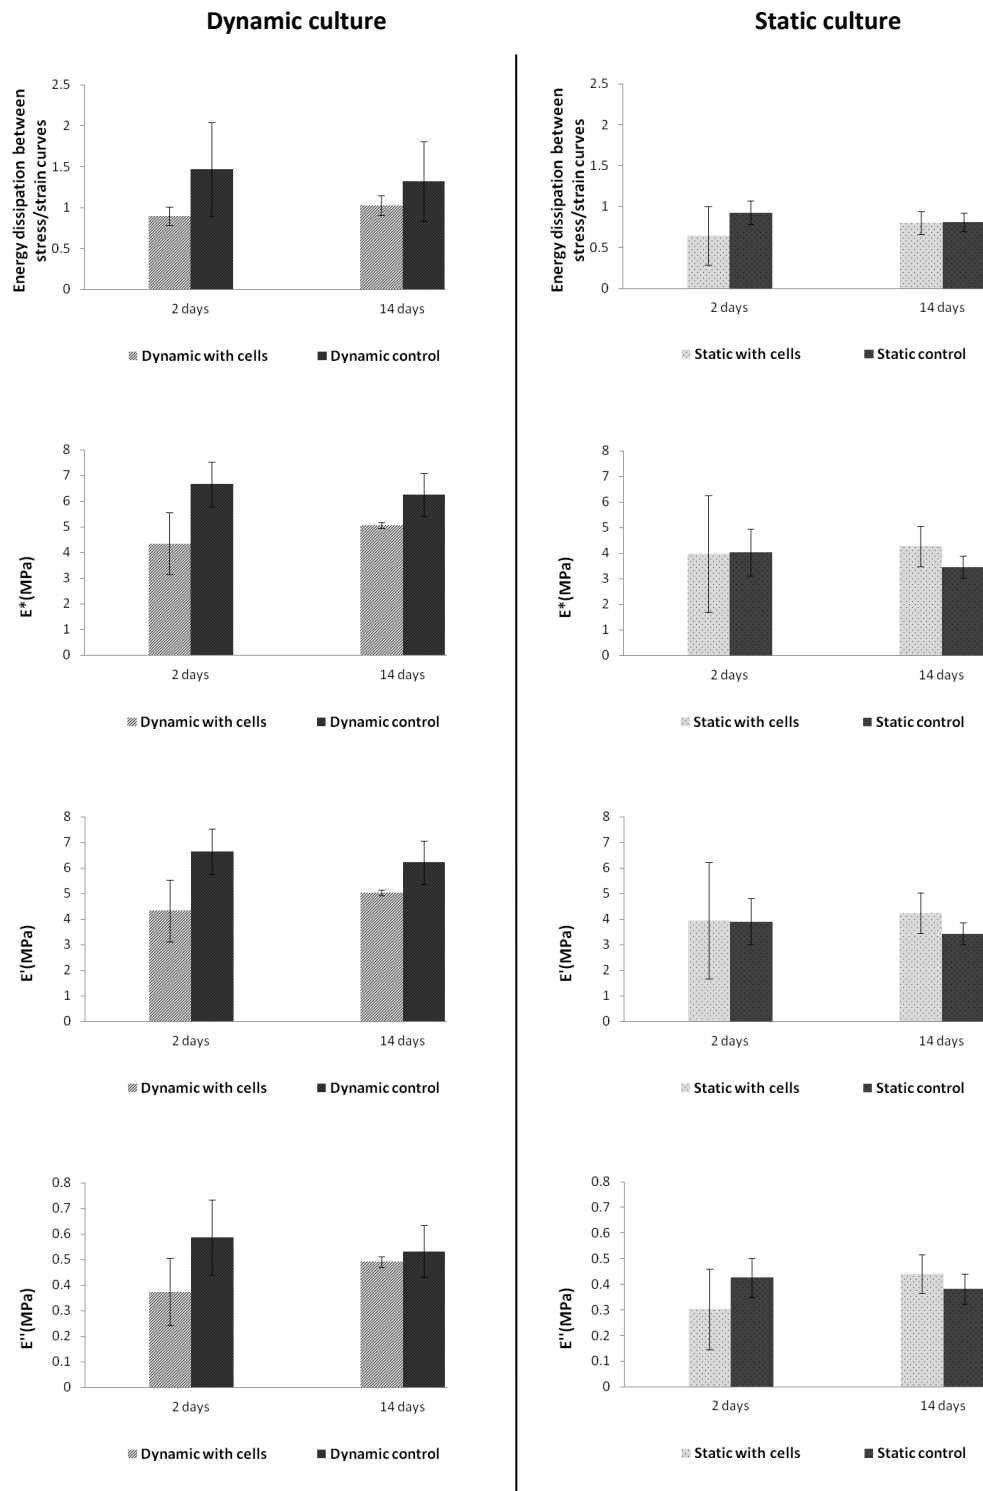 Dynamic culture
Static culture
Energy dissipation between
stress/strain curves
2.5
2
1.5
1
0.5
0
2 days
14 days
Dynamic with cells
Dynamic control
Energy dissipation between
stress/strain curves
2.5
2
1.5
1
0.5
0
2 days
14 days
Static with cells
Static control
E*(MPa)
8
7
6
5
4
3
2
1
0
2 days
14 days
Dynamic with cells
Dynamic control
E*(MPa)
8
7
6
5
4
3
2
1
0
2 days
14 days
Static with cells
Static control
E'(MPa)
8
7
6
5
4
3
2
1
0
2 days
14 days
Dynamic with cells
Dynamic control
E'(MPa)
8
7
6
5
4
3
2
1
0
2 days
14 days
Static with cells
Static control
E''(MPa)
0.8
0.7
0.6
0.5
0.4
0.3
0.2
0.1
0
2 days
14 days
Dynamic with cells
Dynamic control
E''(MPa)
0.8
0.7
0.6
0.5
0.4
0.3
0.2
0.1
0
2 days
14 days
Static with cells
Static control